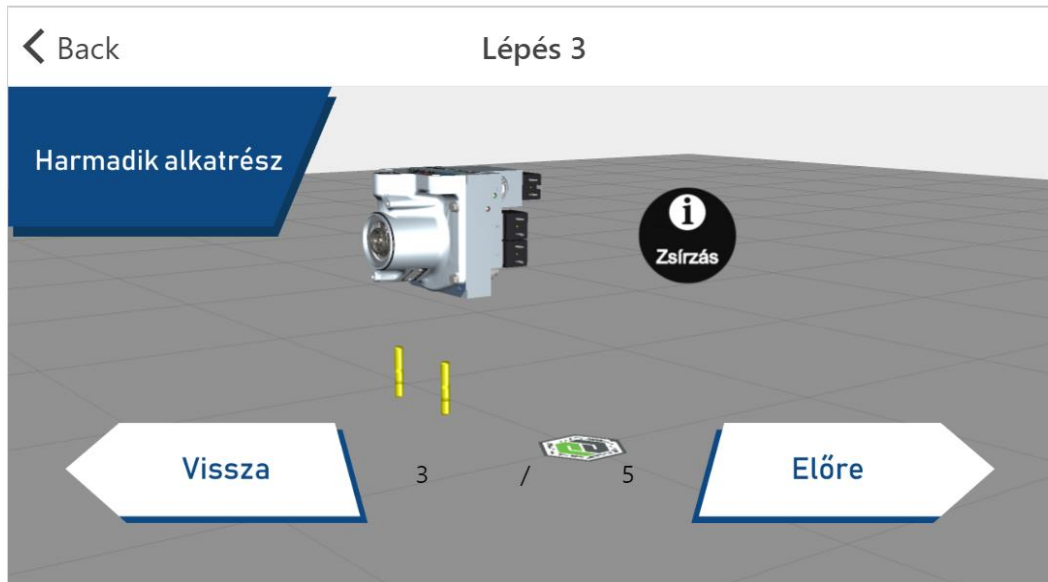 Back
Lépés 3
Harmadik alkatrész
i
Zsírzás
Vissza
3 / 5
Előre